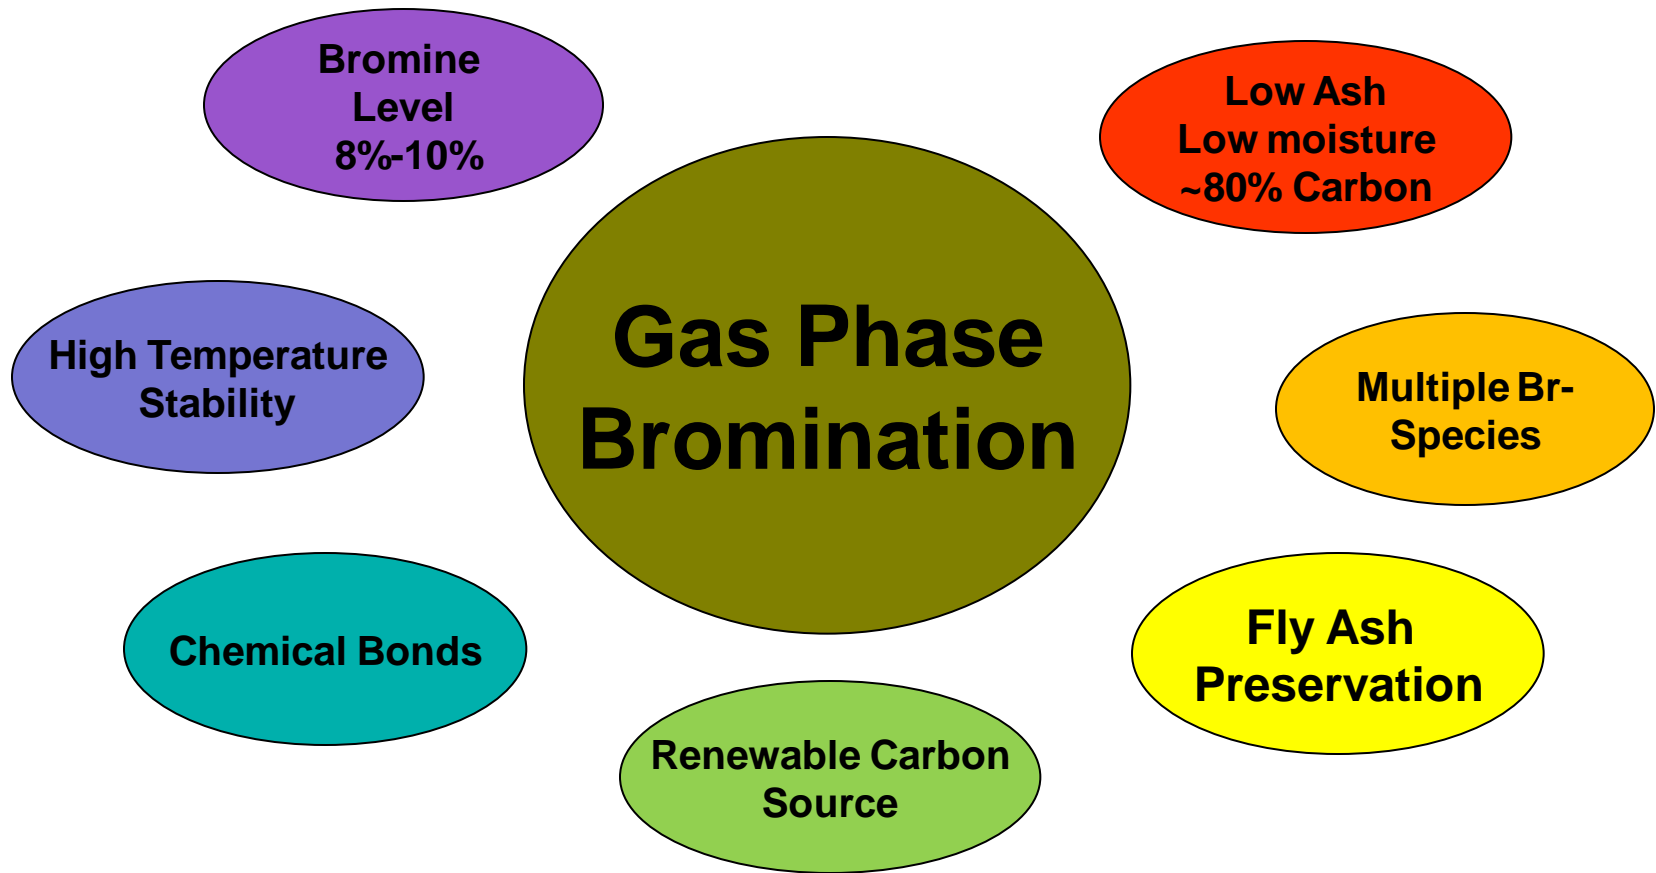 Bromine
Level
8%-10%
Low Ash
Low moisture
~80% Carbon
Gas Phase
Bromination
High Temperature
Stability
Multiple Br-
Species
Chemical Bonds
Fly Ash
Preservation
Renewable Carbon
Source